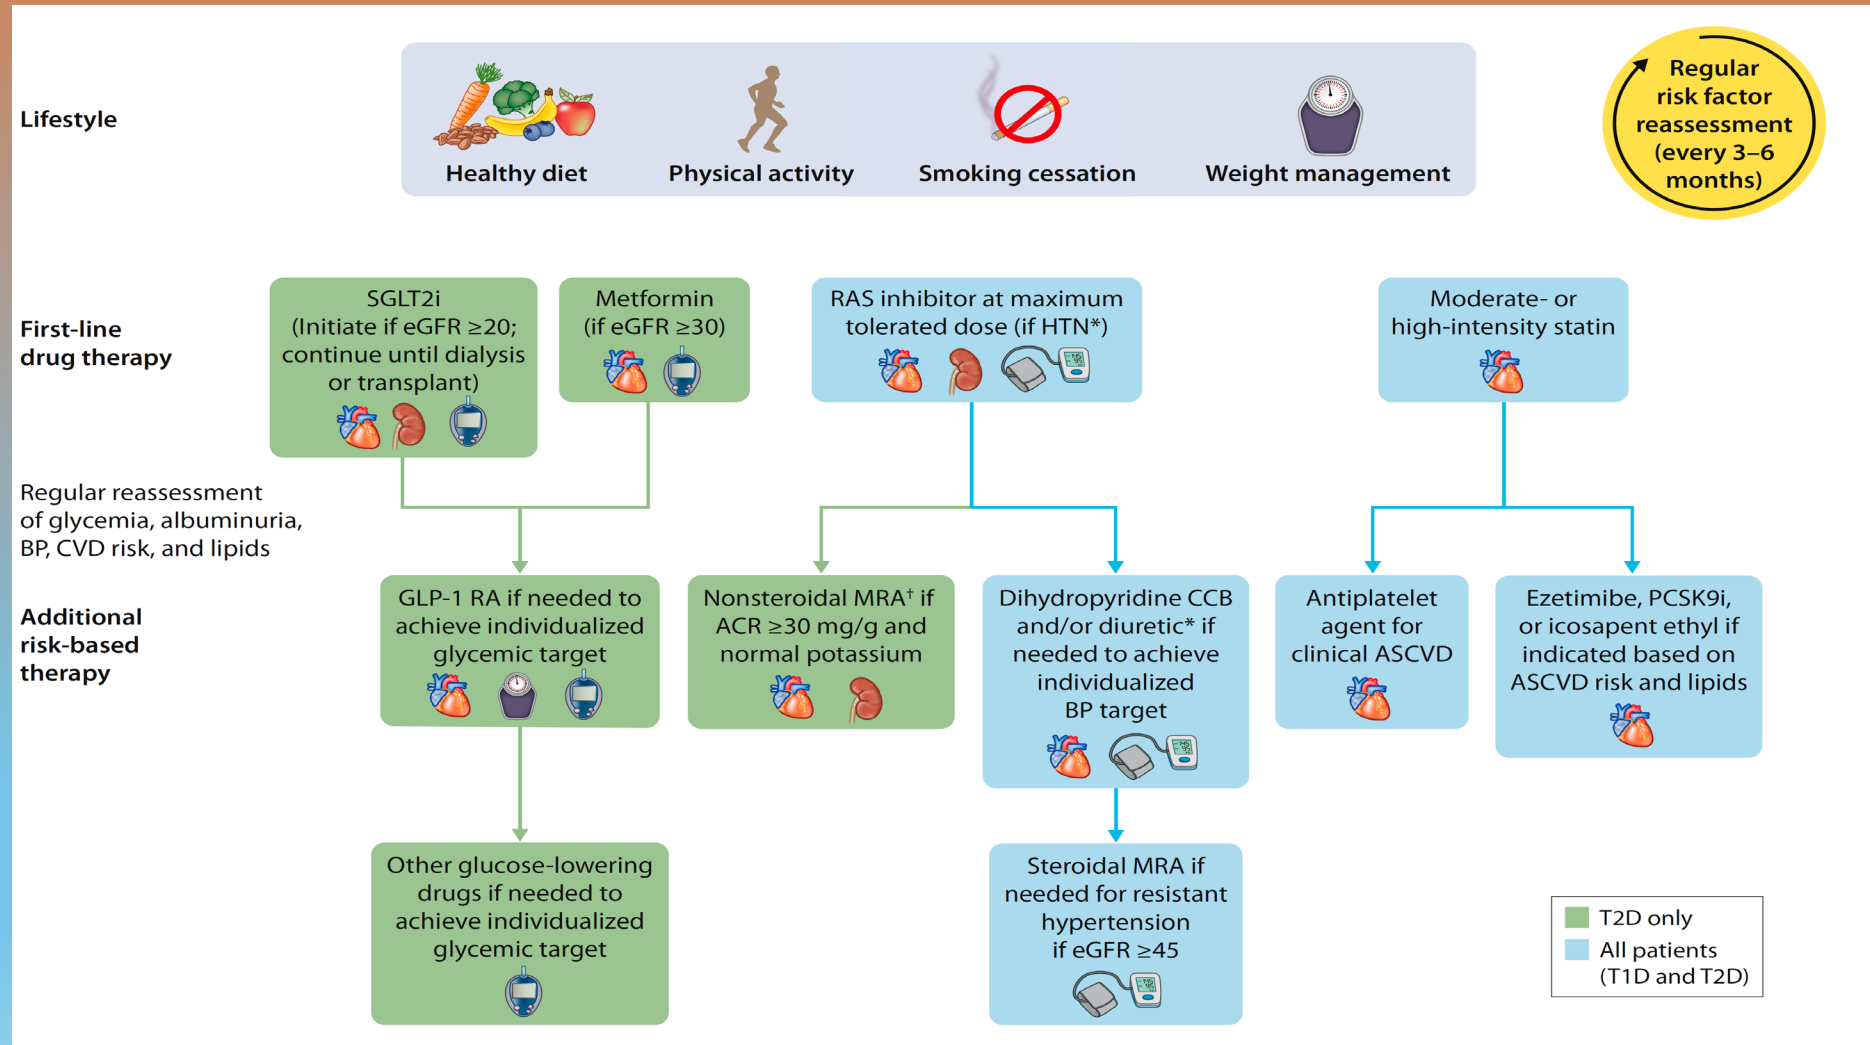 Lifestyle
Healthy diet
Physical activity
Smoking cessation
Weight management
Regular
risk factor
reassessment
(every 3–6
months)
First-line
drug therapy
SGLT2i
(Initiate if eGFR ≥20;
continue until dialysis
or transplant)
Metformin
(if eGFR ≥30)
RAS inhibitor at maximum
tolerated dose (if HTN*)
Moderate- or
high-intensity statin
Regular reassessment
of glycemia, albuminuria,
BP, CVD risk, and lipids
Additional
risk-based
therapy
GLP-1 RA if needed to
achieve individualized
glycemic target
Nonsteroidal MRA† if
ACR ≥30 mg/g and
normal potassium
Dihydropyridine CCB
and/or diuretic* if
needed to achieve
individualized
BP target
Antiplatelet
agent for
clinical ASCVD
Ezetimibe, PCSK9i,
or icosapent ethyl if
indicated based on
ASCVD risk and lipids
Other glucose-lowering
drugs if needed to
achieve individualized
glycemic target
Steroidal MRA if
needed for resistant
hypertension
if eGFR ≥45
T2D only
All patients
(T1D and T2D)